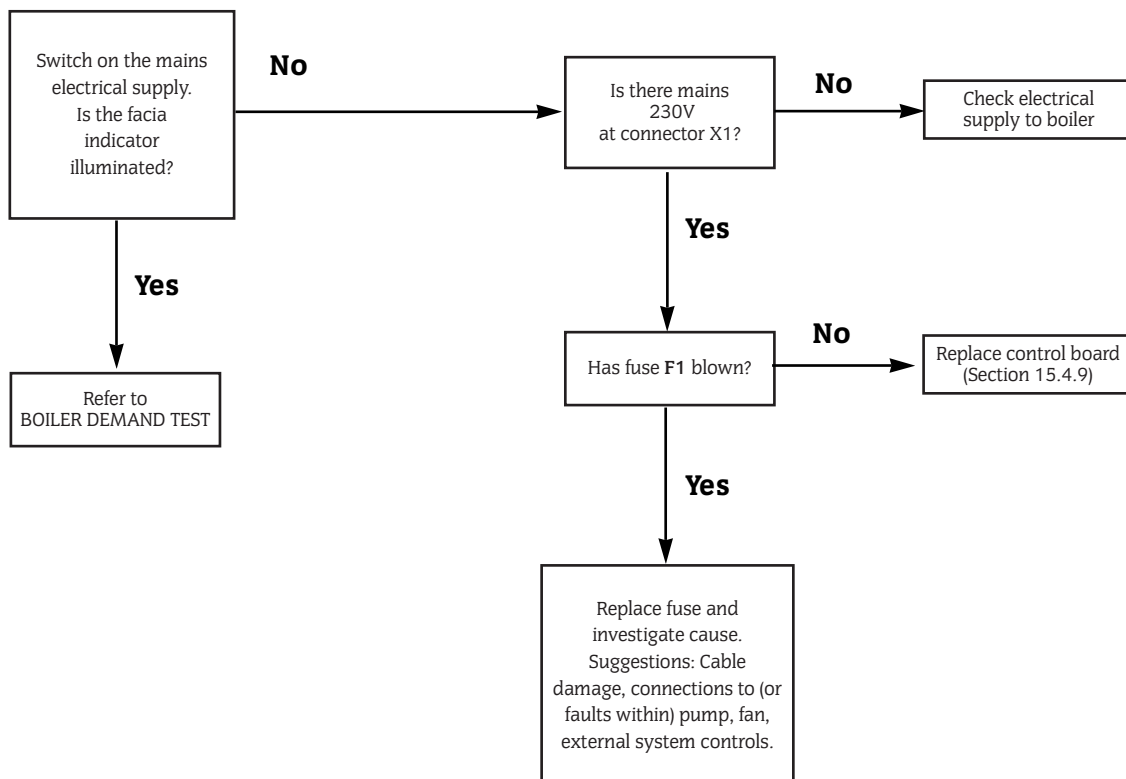 Switch on the mains
electrical supply.
Is the facia
indicator
illuminated?
No
Is there mains
230V
at connector X1?
No
Check electrical
supply to boiler
Yes
Yes
Refer to
BOILER DEMAND TEST
Has fuse F1 blown?
No
Replace control board
(Section 15.4.9)
Yes
Replace fuse and
investigate cause.
Suggestions: Cable
damage, connections to (or
faults within) pump, fan,
external system controls.